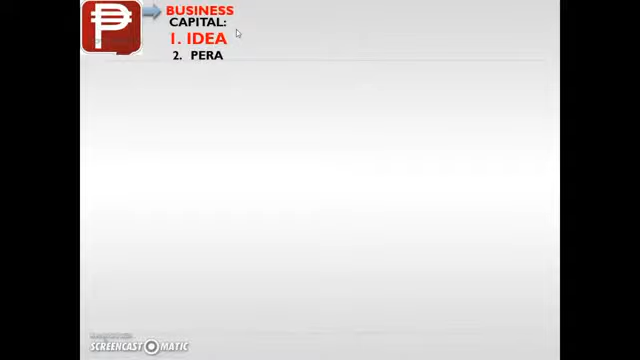 BUSINESS
CAPITAL:
1. IDEA
2. PERA
SCREENCAST MATIC